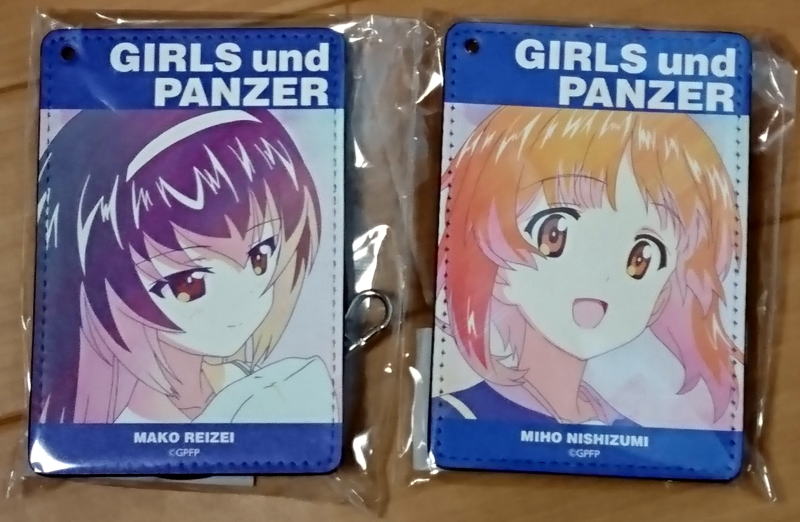 GIRLS und
PANZER
MAKO REIZEI
©GPFP
GIRLS und
PANZER
MIHO NISHIZUMI
©GPFP